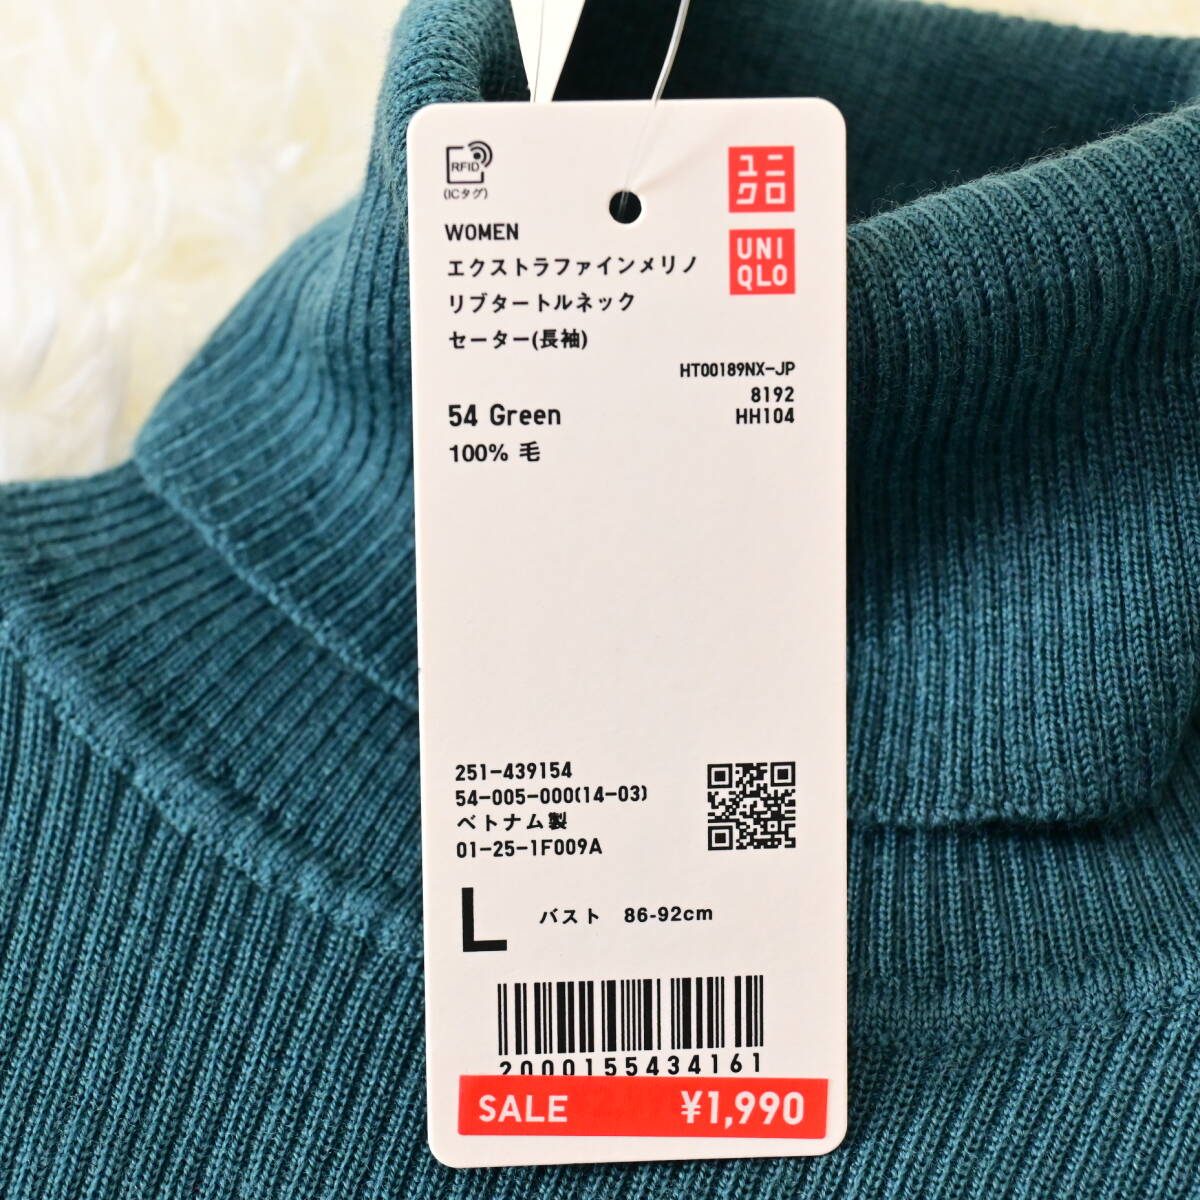 RFID
(ICタグ)
ユニ
クロ
UNI
QLO
WOMEN
エクストラファインメリノ
リブタートルネック
セーター(長袖)
HT00189NX-JP
8192
HH104
54 Green
100% 毛
251-439154
54-005-000(14-03)
ベトナム製
01-25-1F009A
L バスト 86-92cm
2000155434161
SALE ¥1,990